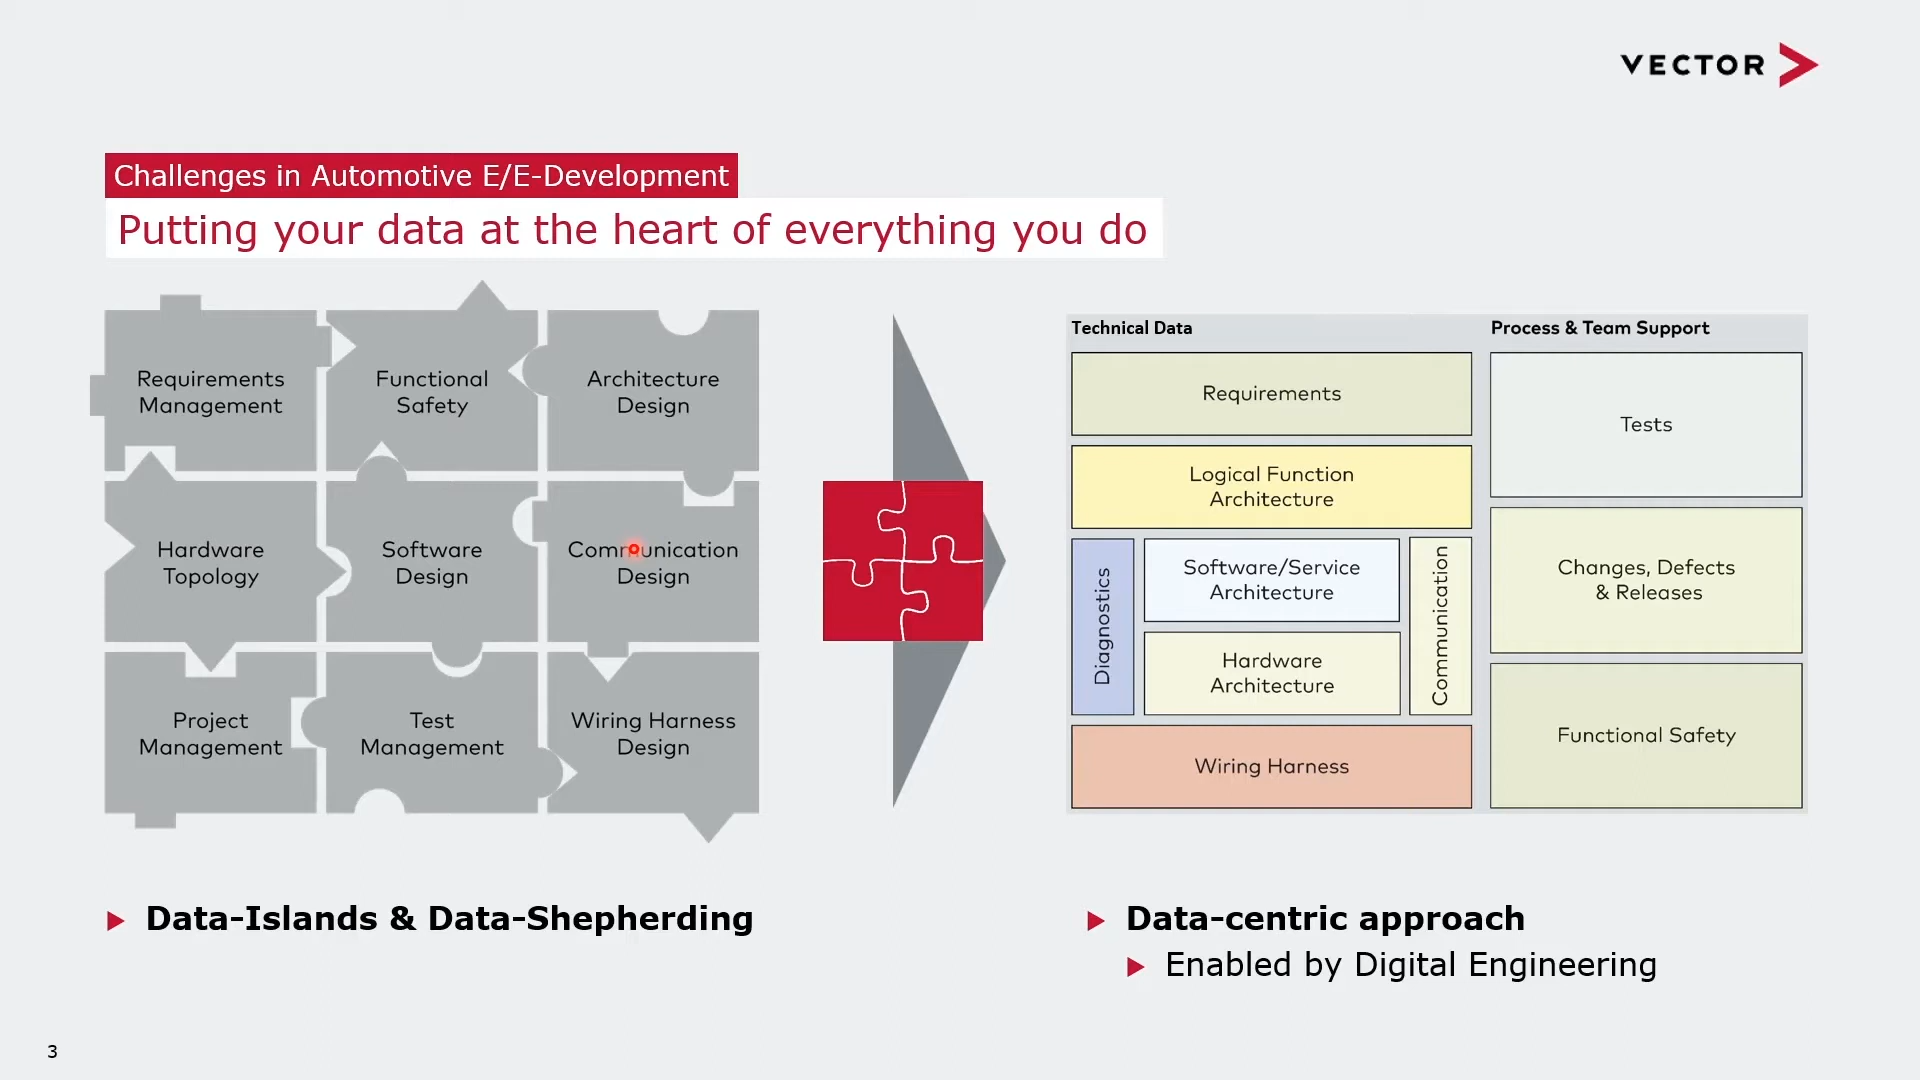 VECTOR
Challenges in Automotive E/E-Development
Putting your data at the heart of everything you do
Requirements
Management
Functional
Safety
Architecture
Design
Hardware
Topology
Software
Design
Communication
Design
Project
Management
Test
Management
Wiring Harness
Design
Technical Data
Requirements
Logical Function
Architecture
Diagnostics
Software/Service
Architecture
Hardware
Architecture
Communication
Wiring Harness
Process & Team Support
Tests
Changes, Defects
& Releases
Functional Safety
Data-Islands & Data-Shepherding
Data-centric approach
Enabled by Digital Engineering
3